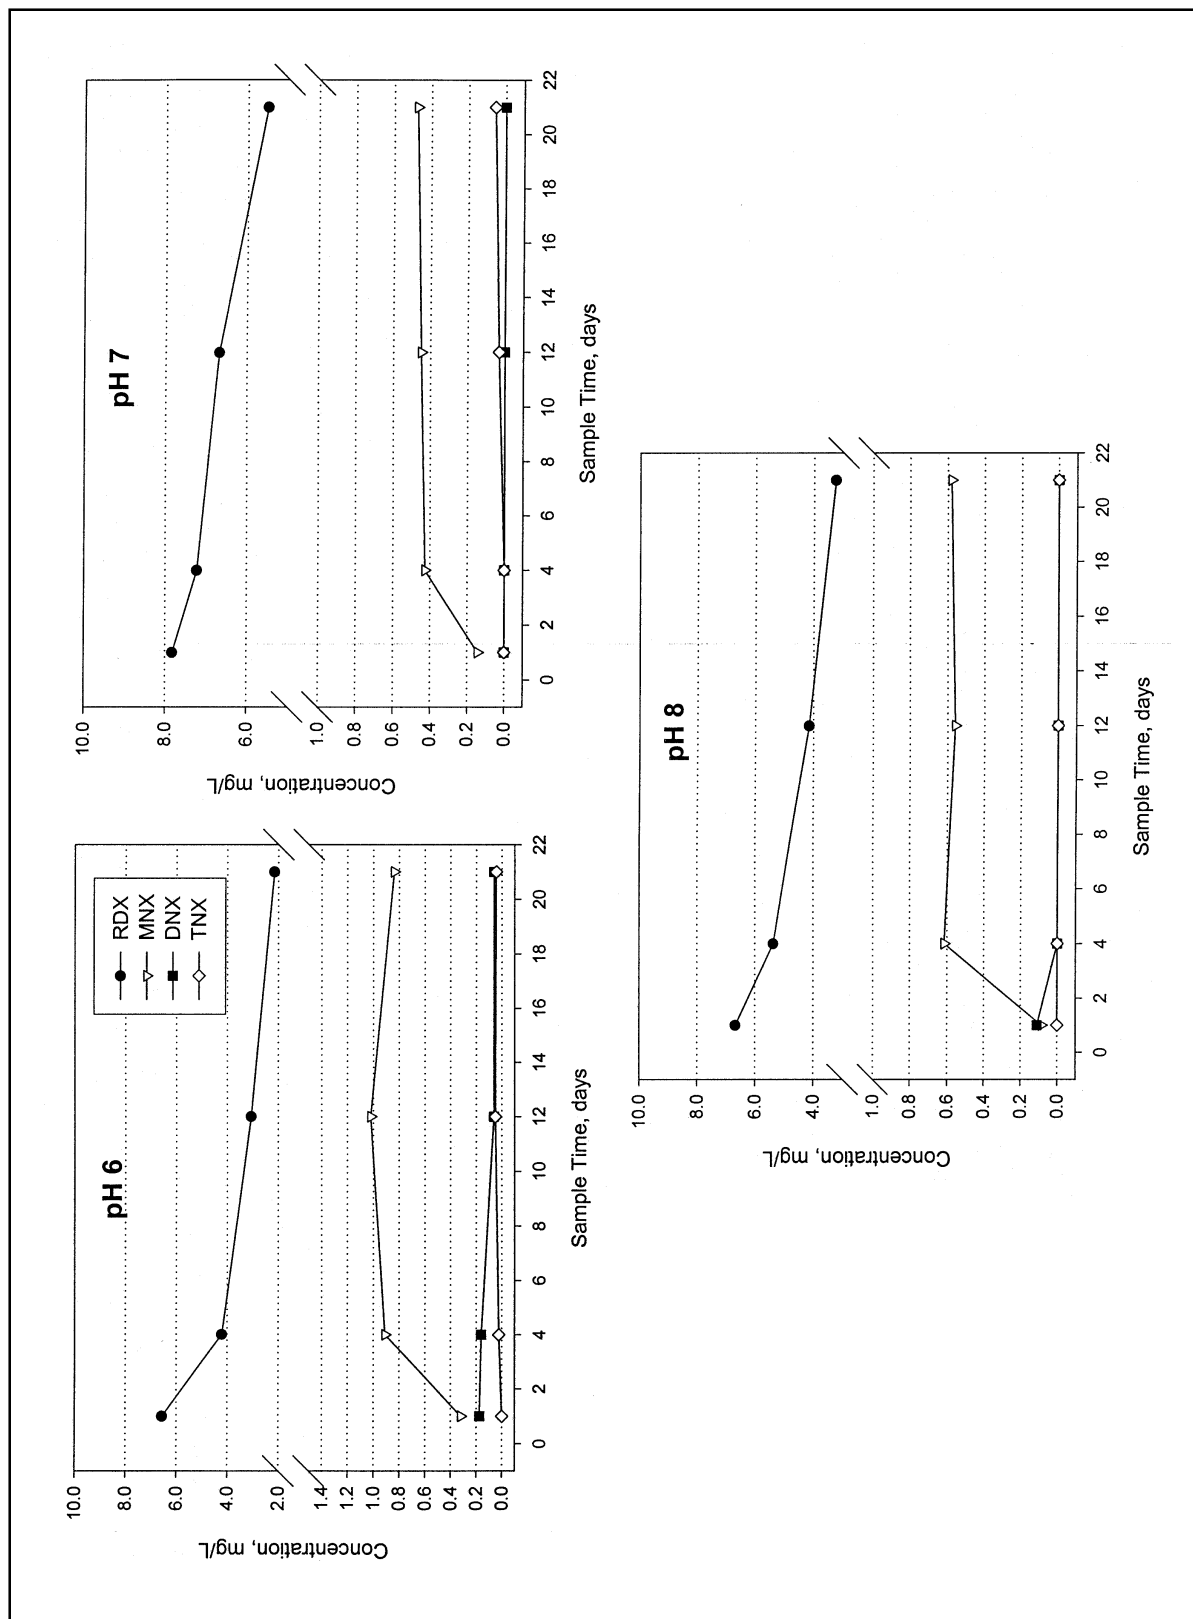 pH 6
RDX
MNX
DNX
TNX
Concentration, mg/L
10.0
8.0
6.0
4.0
2.0
1.4
1.2
1.0
0.8
0.6
0.4
0.2
0.0
0 2 4 6 8 10 12 14 16 18 20 22
Sample Time, days
pH 7
Concentration, mg/L
10.0
8.0
6.0
1.0
0.8
0.6
0.4
0.2
0.0
0 2 4 6 8 10 12 14 16 18 20 22
Sample Time, days
pH 8
Concentration, mg/L
10.0
8.0
6.0
4.0
1.0
0.8
0.6
0.4
0.2
0.0
0 2 4 6 8 10 12 14 16 18 20 22
Sample Time, days